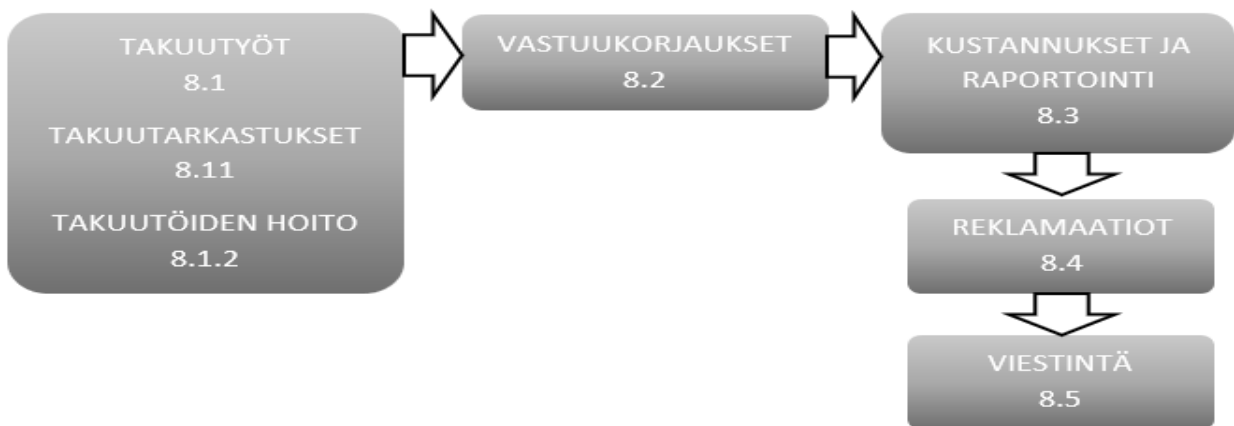 TAKUUTYÖT
8.1
TAKUUTARKASTUKSET
8.11
TAKUUTÖIDEN HOITO
8.1.2
VASTUUKORJAUKSET
8.2
KUSTANNUKSET JA
RAPORTOINTI
8.3
REKLAMAATIOT
8.4
VIESTINTÄ
8.5